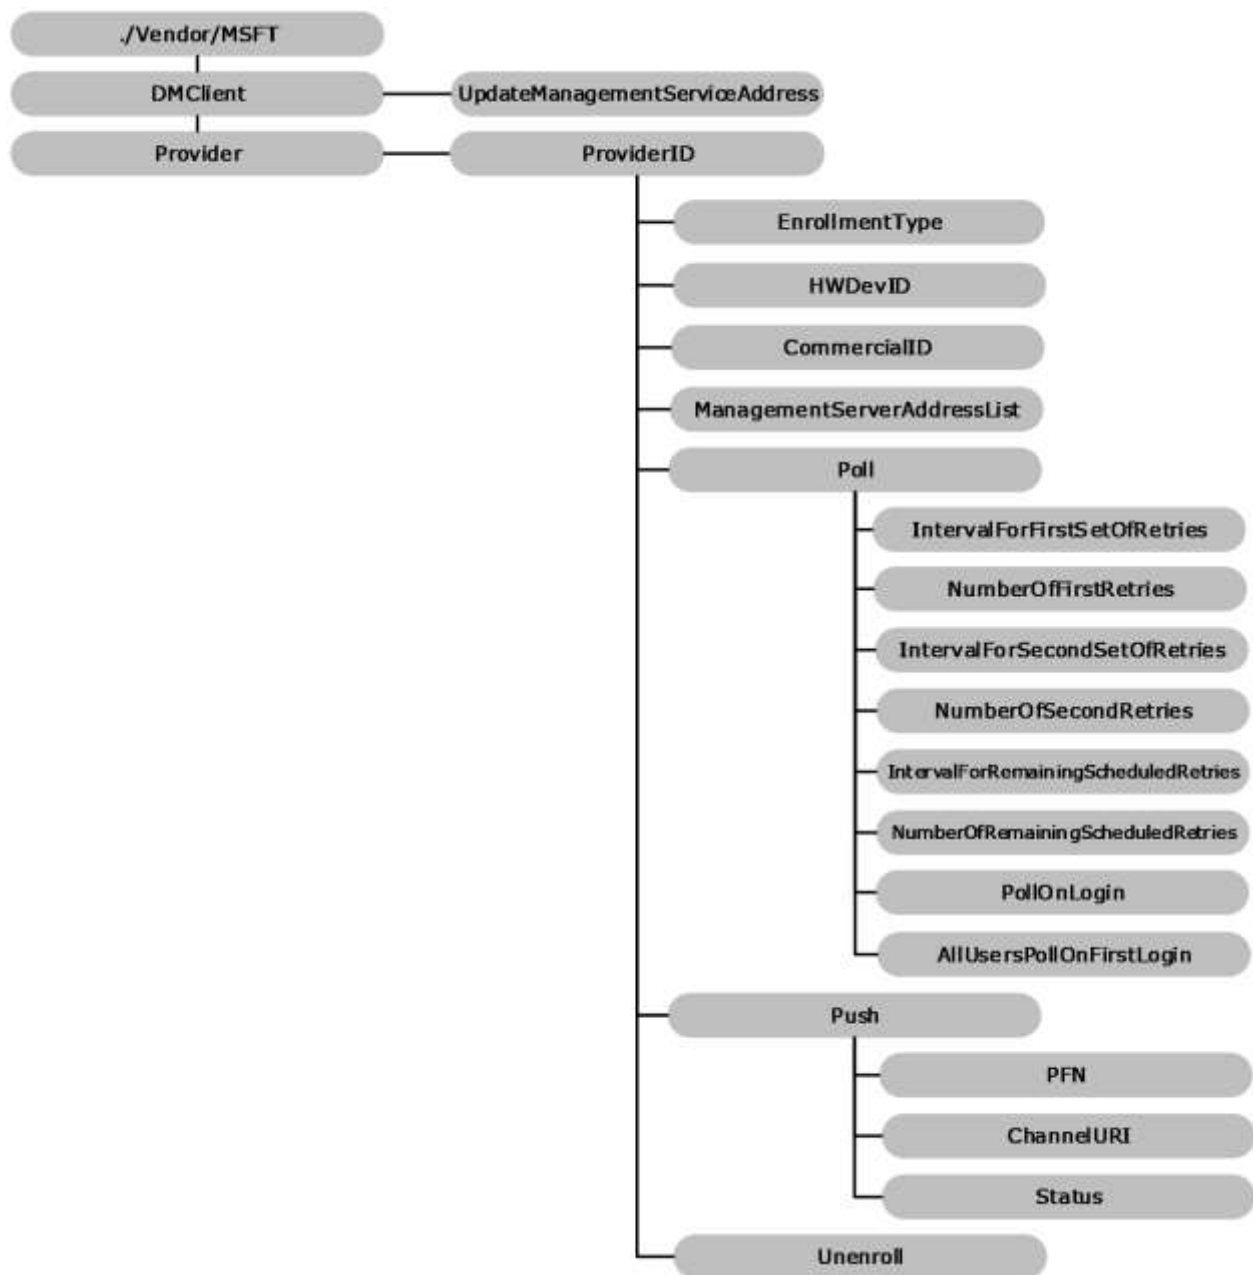 ./Vendor/MSFT
DMClient
UpdateManagementServiceAddress
Provider
ProviderID
EnrollmentType
HWDevID
CommercialID
ManagementServerAddressList
Poll
IntervalForFirstSetOfRetries
NumberOfFirstRetries
IntervalForSecondSetOfRetries
NumberOfSecondRetries
IntervalForRemainingScheduledRetries
NumberOfRemainingScheduledRetries
PollOnLogin
AllUsersPollOnFirstLogin
Push
PFN
ChannelURI
Status
Unenroll